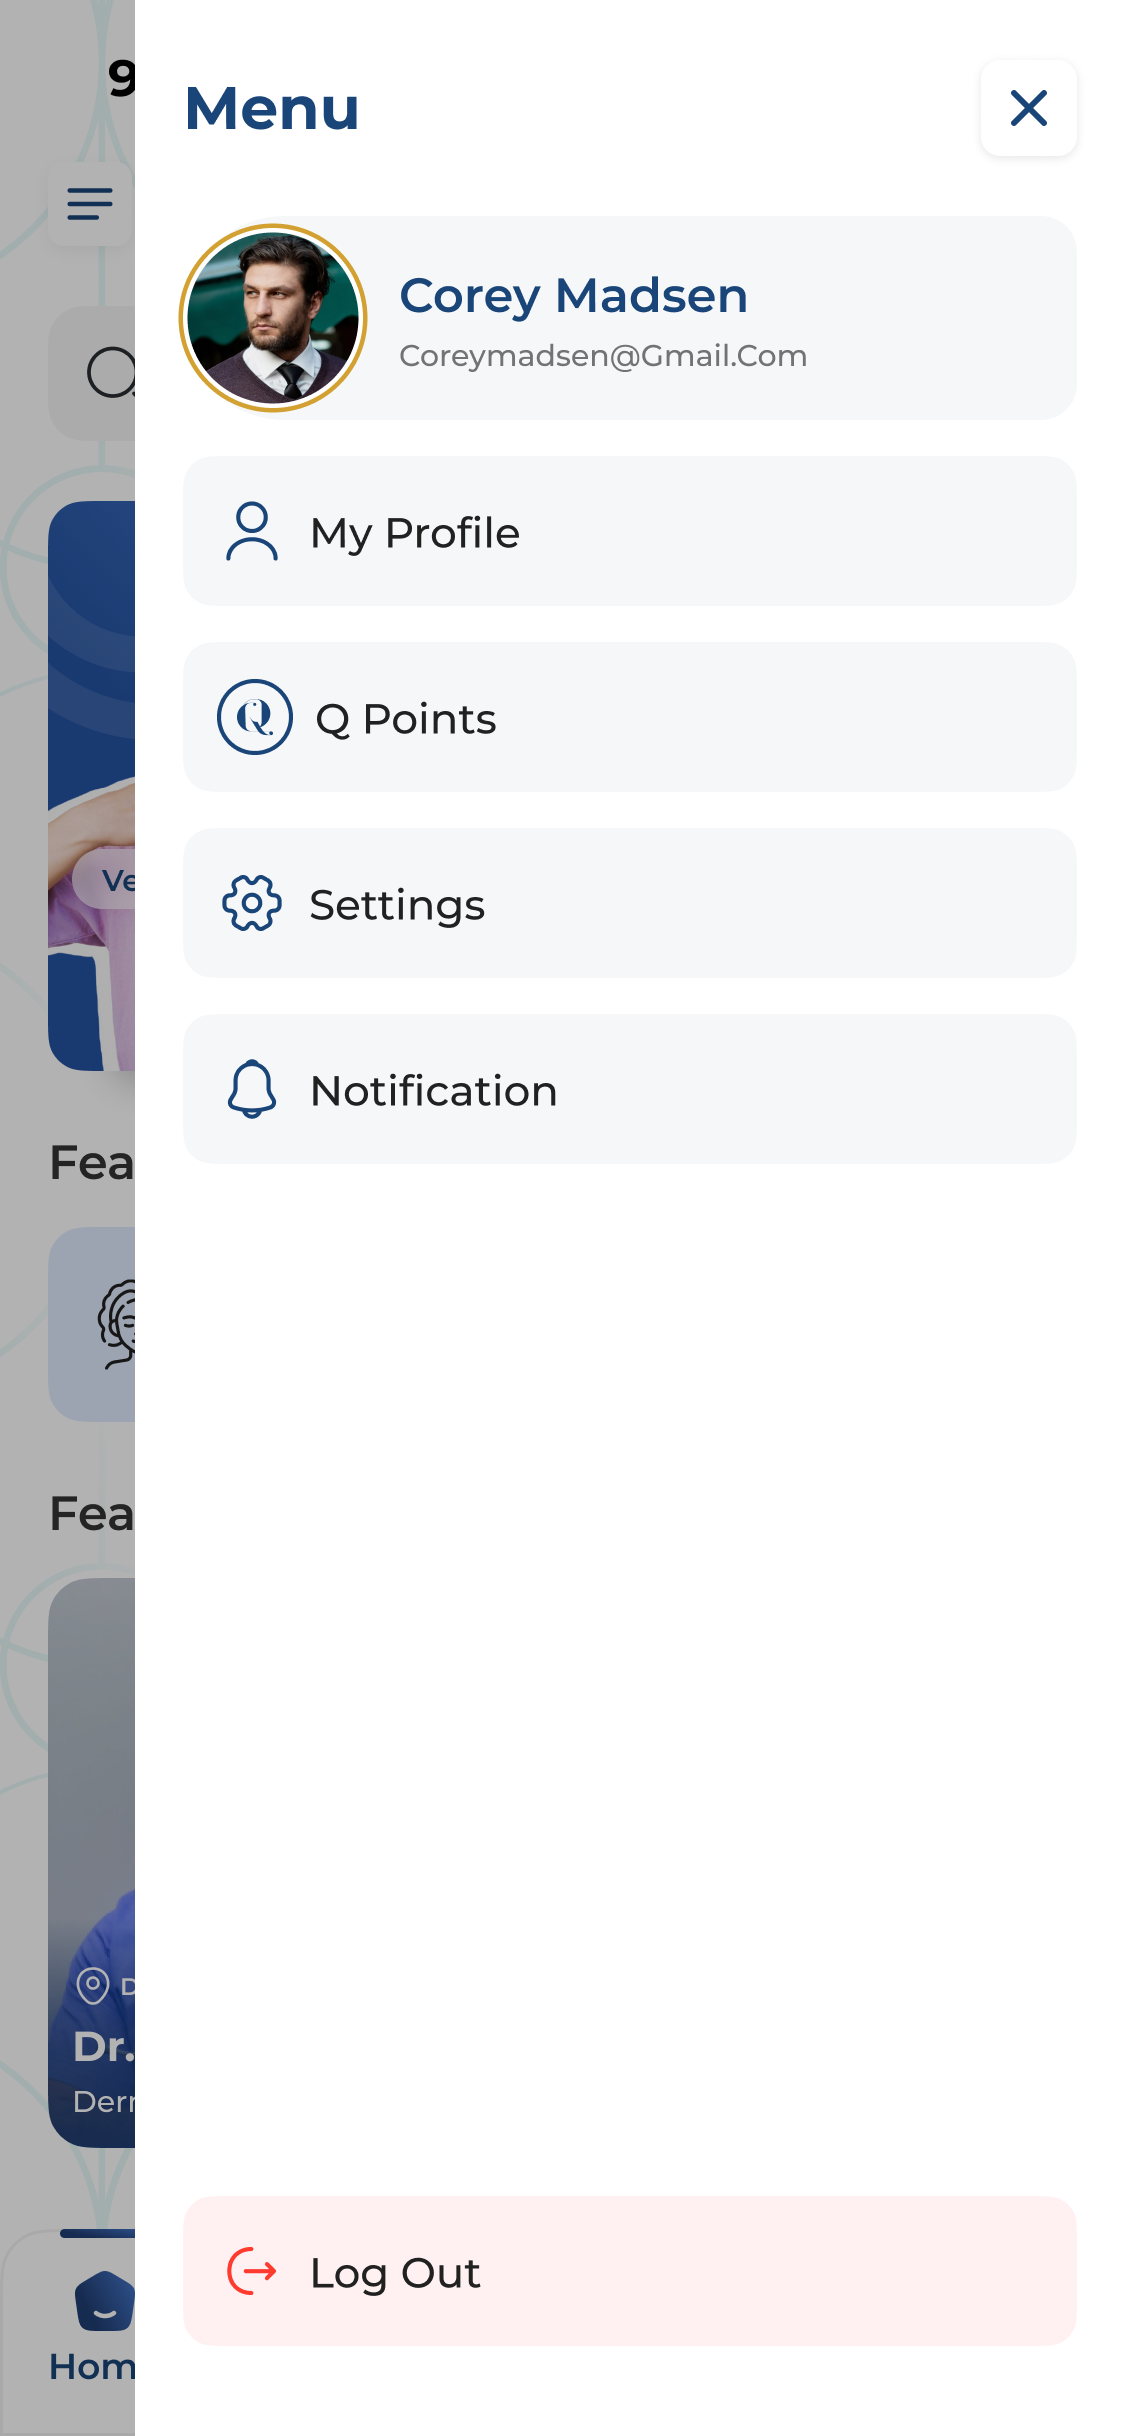 9
Menu
Corey Madsen
Coreymadsen@Gmail.Com
My Profile
Q
Q Points
Settings
Ve
Notification
Fea
Fea
D
Dr.
Der
Log Out
Hom